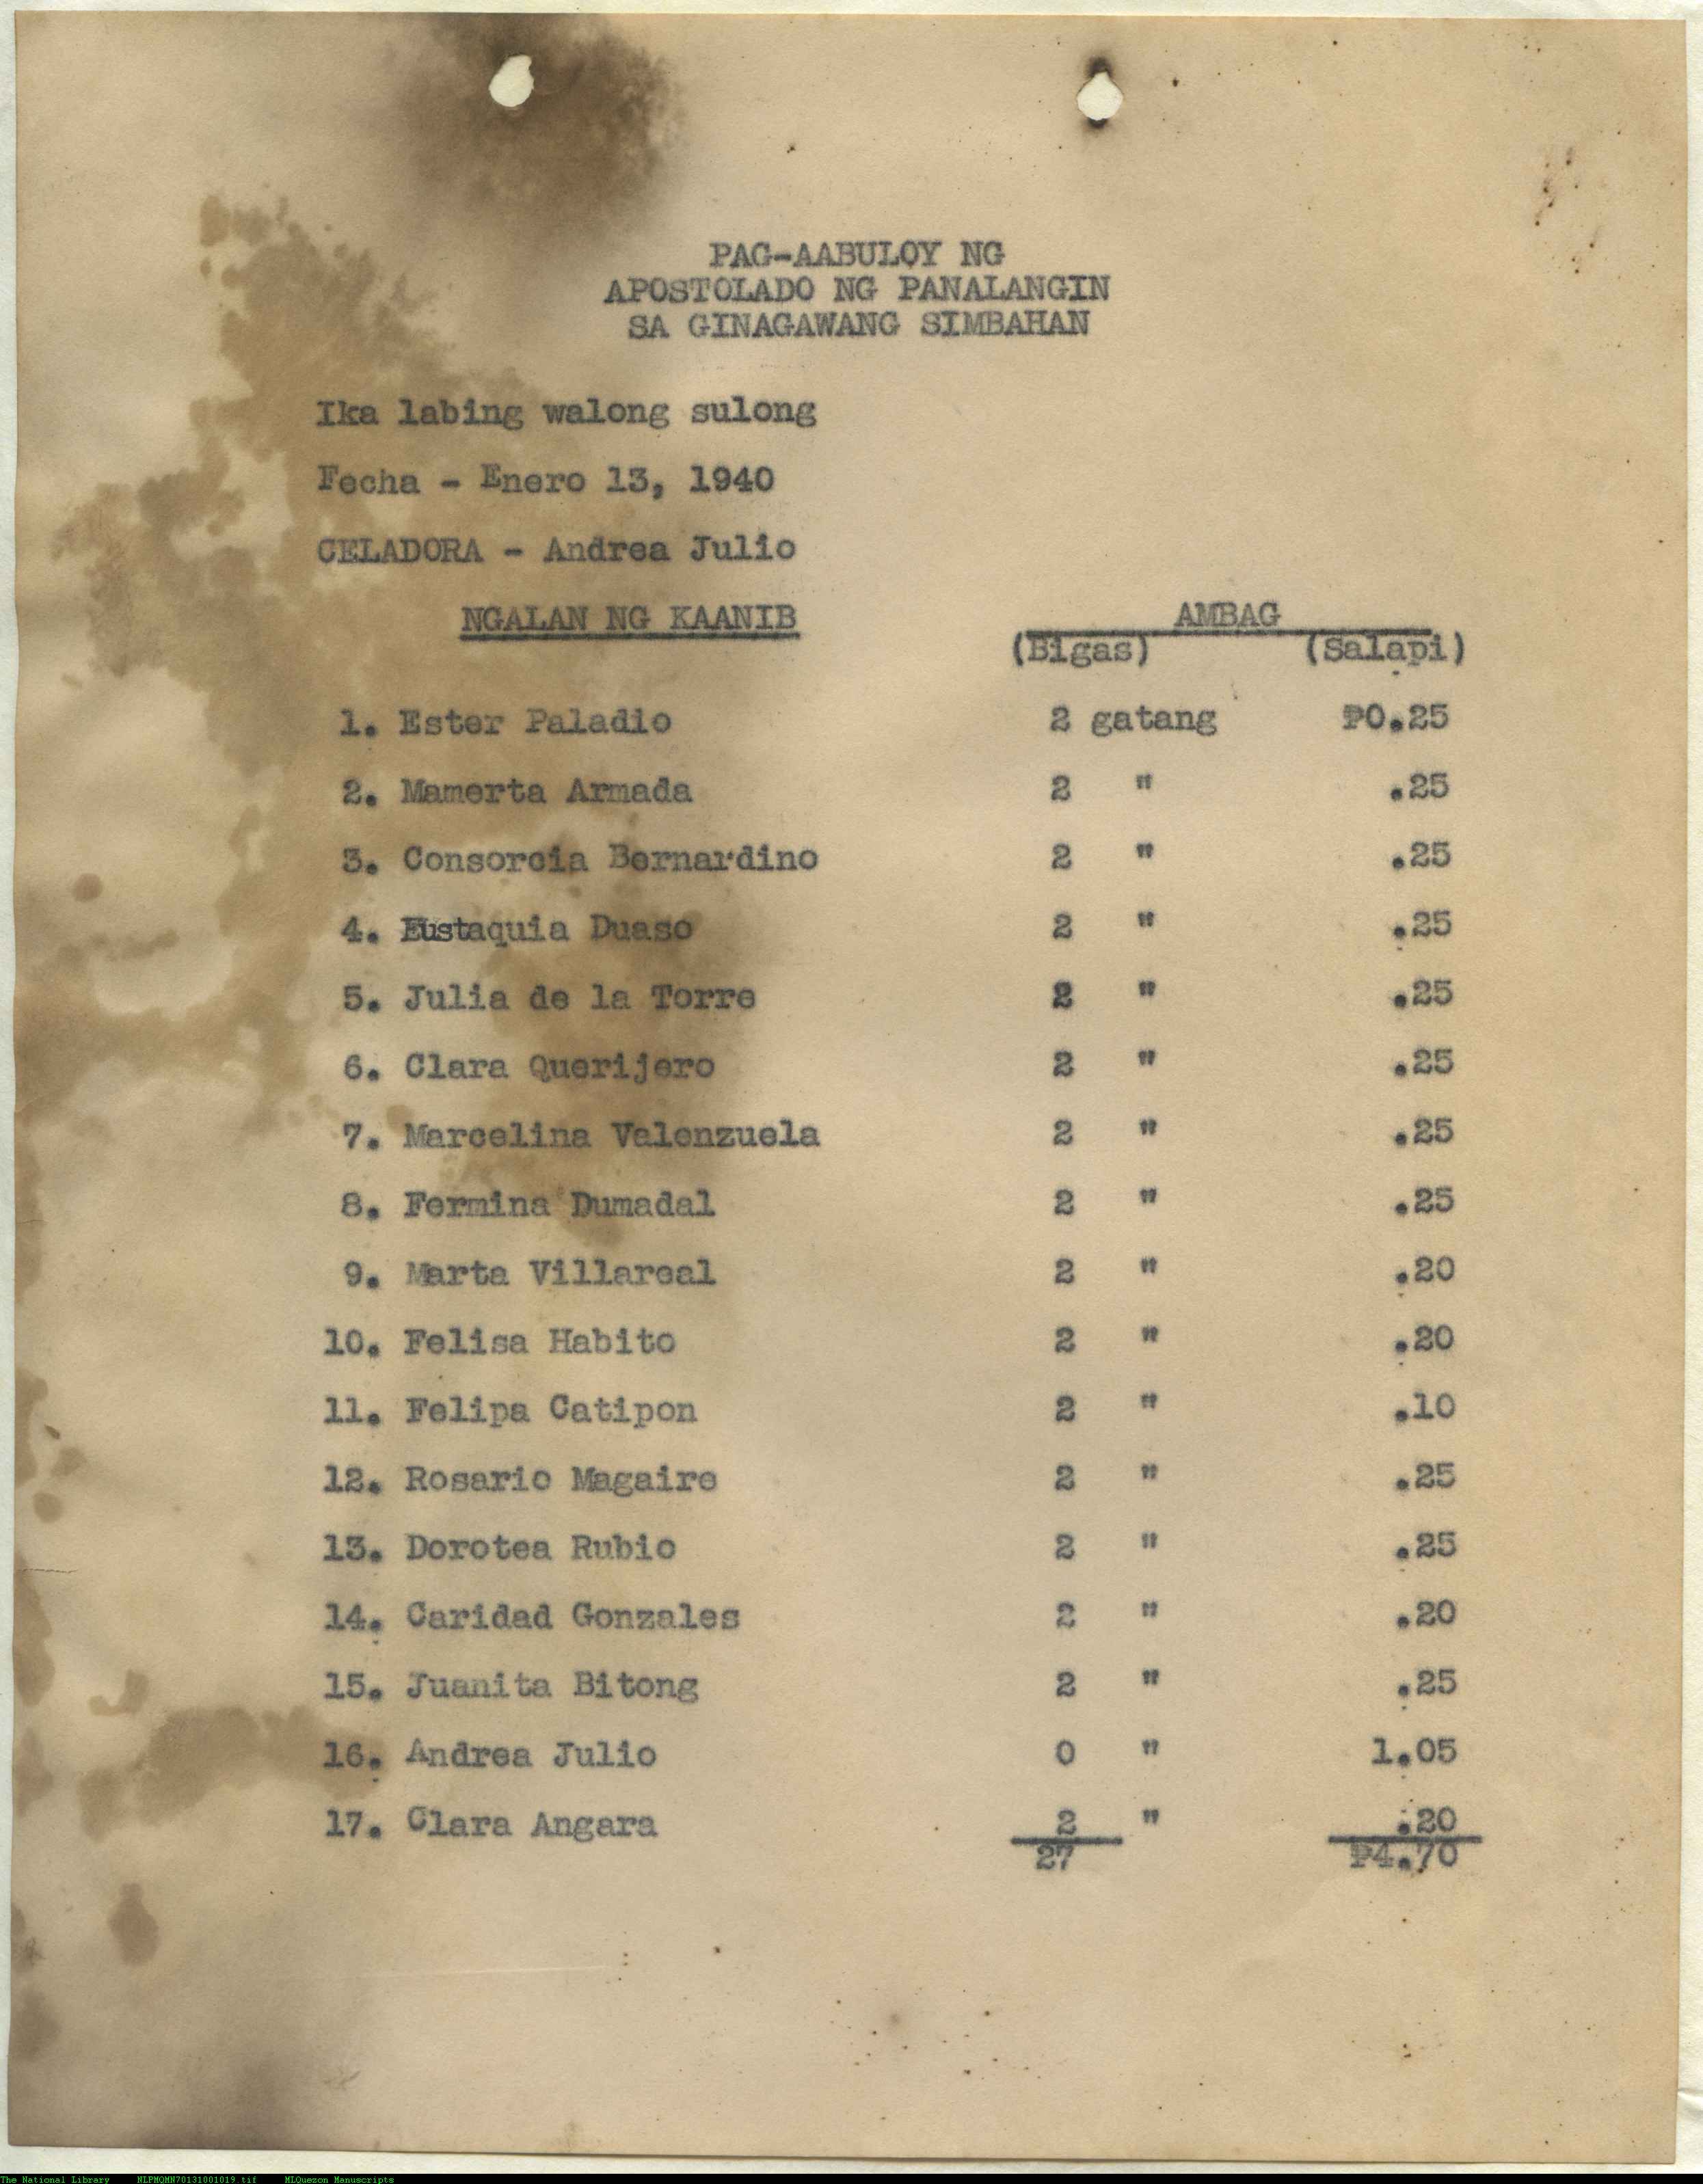 PAG-AABULOY NG
APOSTOLADO NG PANALANGIN
SA GINAGAWANG SIMBAHAN
Ika labing walong sulong
Fecha - Enero 13, 1940
CELADORA - Andrea Julio
NGALAN NG KAANIB AMBAG
(Bigas) (Salapi)
1. Ester Paladio 2 gatang ₱0.25
2. Mamerta Armada 2 " .25
3. Consorcia Bernardino 2 " .25
4. Eustaquia Duaso 2 " .25
5. Julia de la Torre 2 " .25
6. Clara Querijero 2 " .25
7. Marcelina Valenzuela 2 " .25
8. Fermina Dumadal 2 " .25
9. Marta Villareal 2 " .20
10. Felisa Habito 2 " .20
11. Felipa Catipon 2 " .10
12. Rosario Magaire 2 " .25
13. Dorotea Rubio 2 " .25
14. Caridad Gonzales 2 " .20
15. Juanita Bitong 2 " .25
16. Andrea Julio 0 " 1.05
17. Clara Angara 2 " .20
27 ₱4.70
The National Library NLPMQMN70131001019.tif MLQuezon Manuscripts